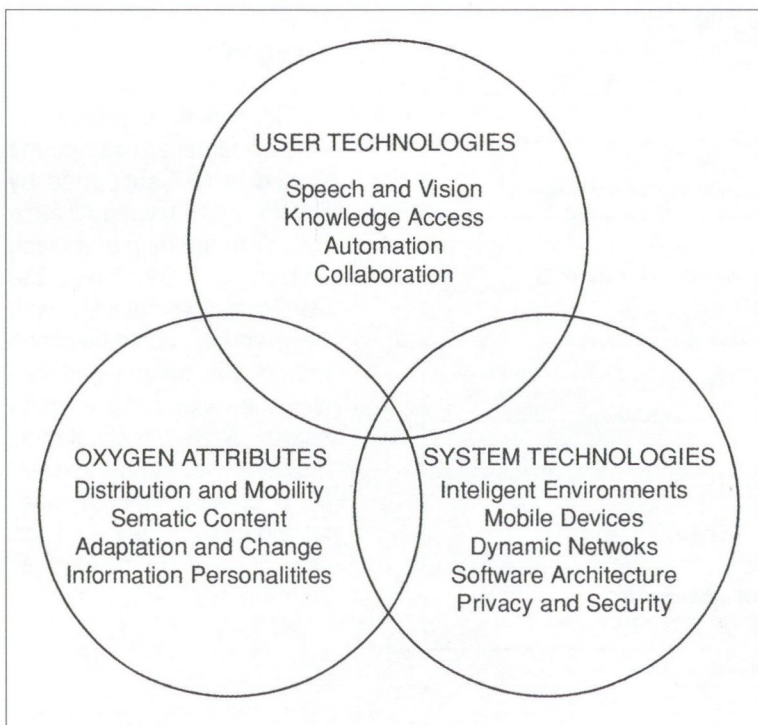 USER TECHNOLOGIES
Speech and Vision
Knowledge Access
Automation
Collaboration
OXYGEN ATTRIBUTES
Distribution and Mobility
Sematic Content
Adaptation and Change
Information Personalitites
SYSTEM TECHNOLOGIES
Inteligent Environments
Mobile Devices
Dynamic Netwoks
Software Architecture
Privacy and Security